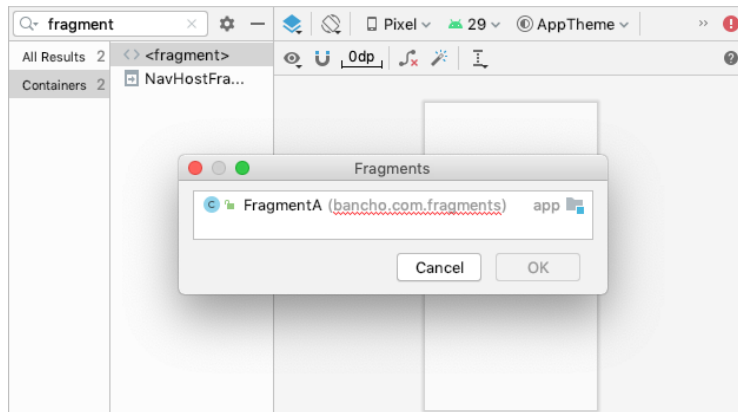 fragment
Pixel 29 AppTheme »
All Results 2 <> <fragment>
0dp
Containers 2 NavHostFra...
Fragments
C FragmentA (bancho.com.fragments) app
Cancel OK